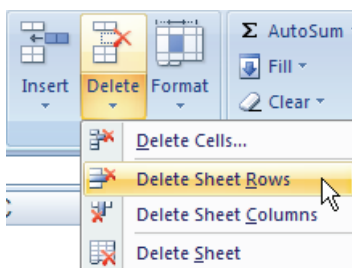 Insert
Delete
Format
Σ AutoSum
Fill
Clear
Delete Cells...
Delete Sheet Rows
Delete Sheet Columns
Delete Sheet